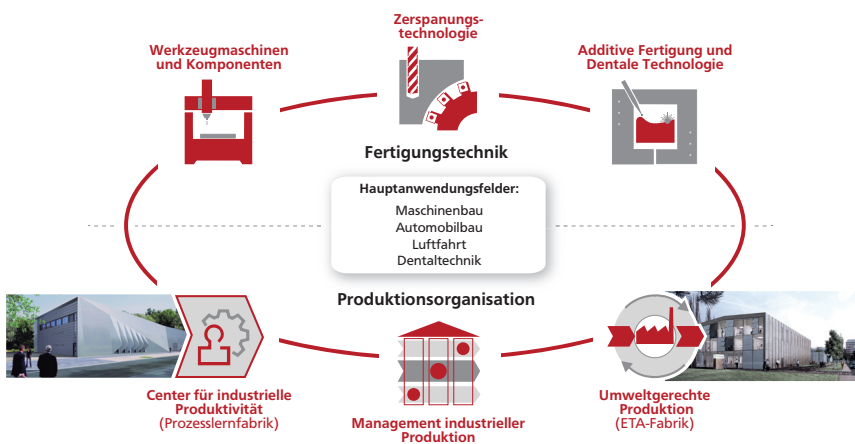 Zerspanungs-
technologie
Werkzeugmaschinen
und Komponenten
Additive Fertigung und
Dentale Technologie
Fertigungstechnik
Hauptanwendungsfelder:
Maschinenbau
Automobilbau
Luftfahrt
Dentaltechnik
Produktionsorganisation
Center für industrielle
Produktivität
(Prozesslernfabrik)
Management industrieller
Produktion
Umweltgerechte
Produktion
(ETA-Fabrik)